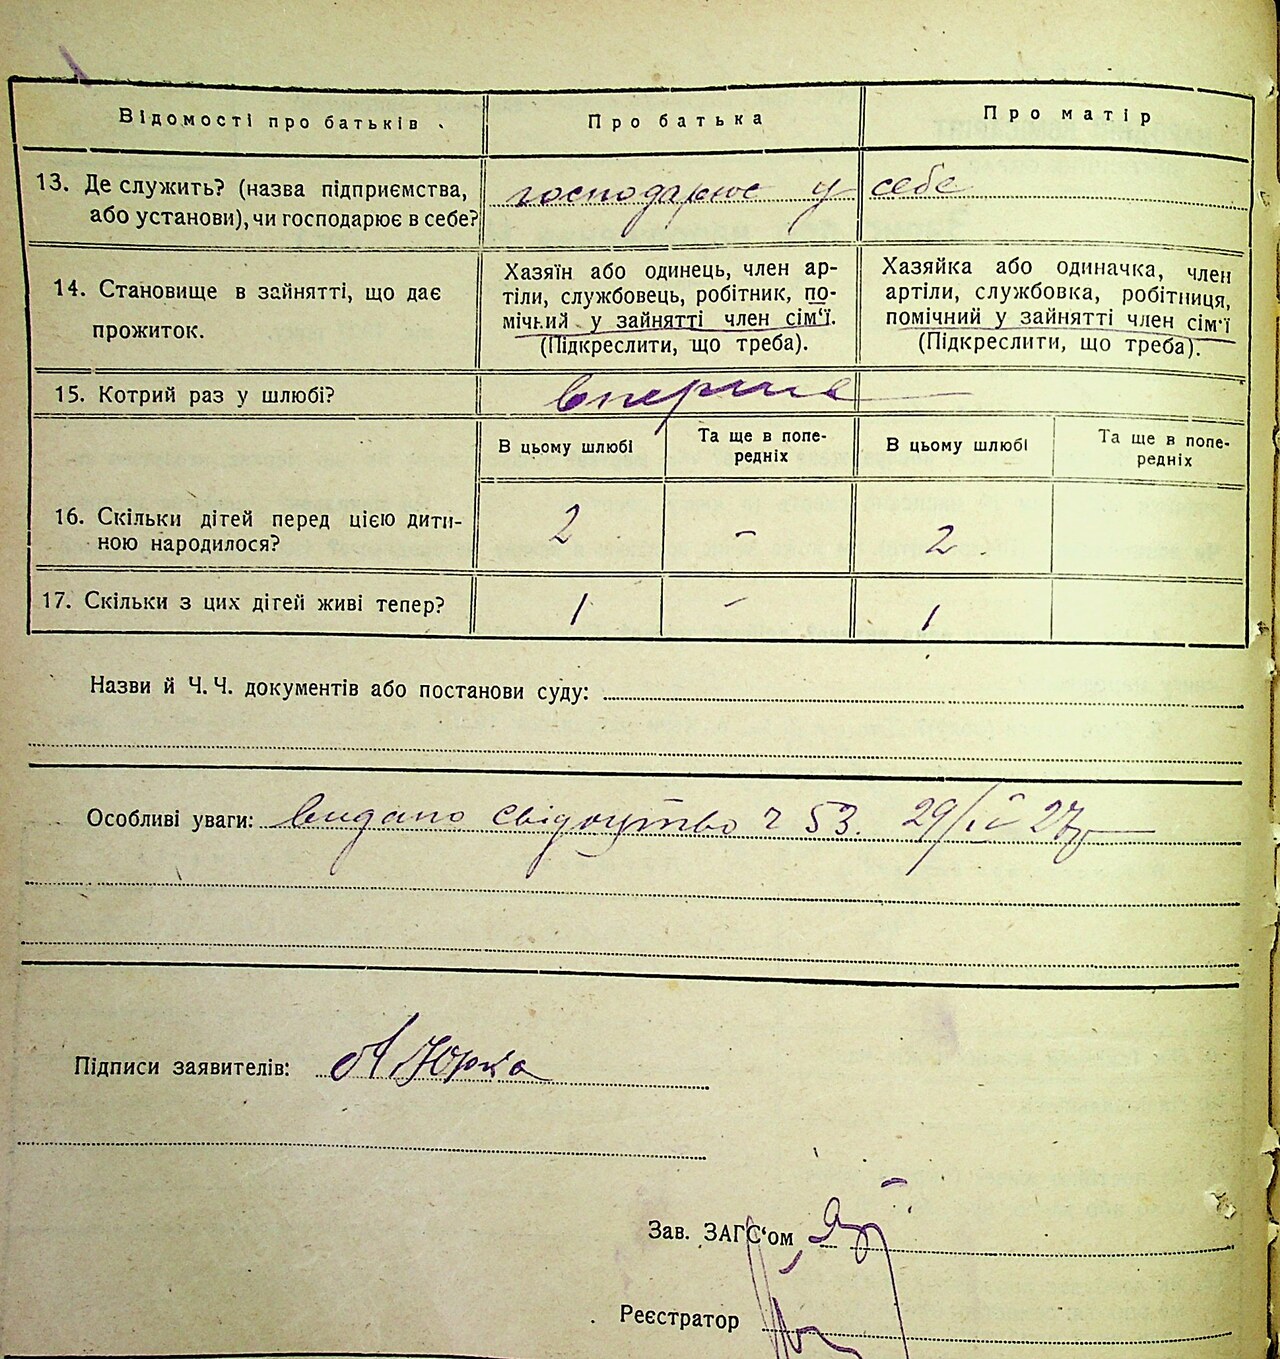 Відомості про батьків.
Про батька
Про матір
13. Де служить? (назва підприємства,
або установи), чи господарює в себе?
господарює у себе
14. Становище в зайнятті, що дає
прожиток.
Хазяїн або одинець, член ар-
тіли, службовець, робітник, по-
мічний у зайнятті член сім'ї.
(Підкреслити, що треба).
Хазяйка або одиначка, член
артіли, службовка, робітниця,
помічний у зайнятті член сім'ї
(Підкреслити, що треба).
15. Котрий раз у шлюбі?
вперше
В цьому шлюбі
Та ще в попе-
редніх
В цьому шлюбі
Та ще в попе-
редніх
16. Скільки дітей перед цією дити-
ною народилося?
2 - 2
17. Скільки з цих дітей живі тепер?
1 - 1
Назви й Ч. Ч. документів або постанови суду:
Особливі уваги: видано свідоцтво ч 53. 29/IV 27р
Підписи заявителів: А Юрка
Зав. ЗАГС'ом
Реєстратор